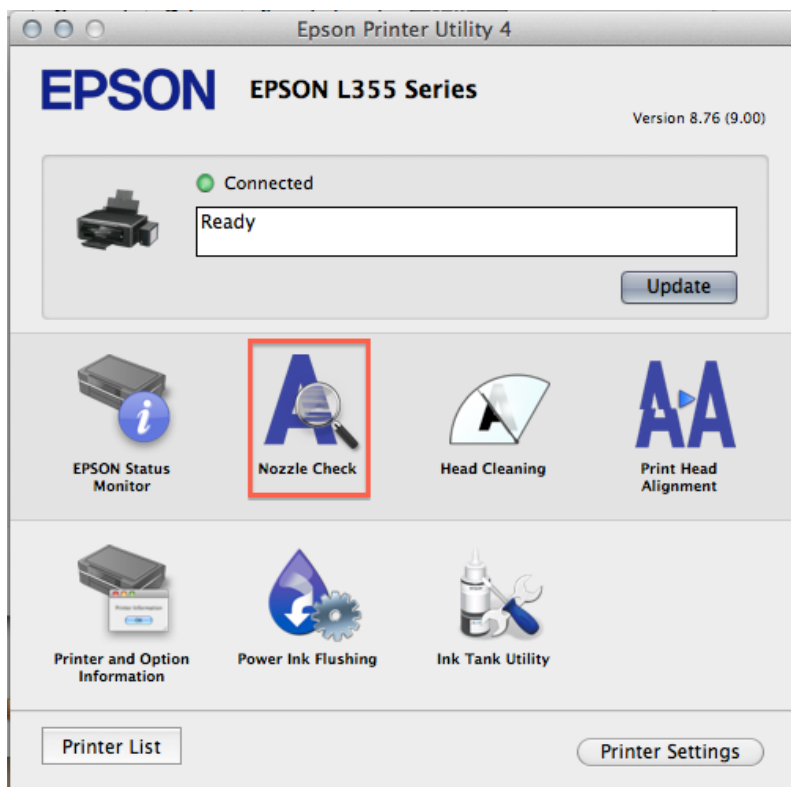 Epson Printer Utility 4
EPSON
EPSON L355 Series
Version 8.76 (9.00)
Connected
Ready
Update
EPSON Status
Monitor
Nozzle Check
Head Cleaning
Print Head
Alignment
Printer and Option
Information
Power Ink Flushing
Ink Tank Utility
Printer List
Printer Settings